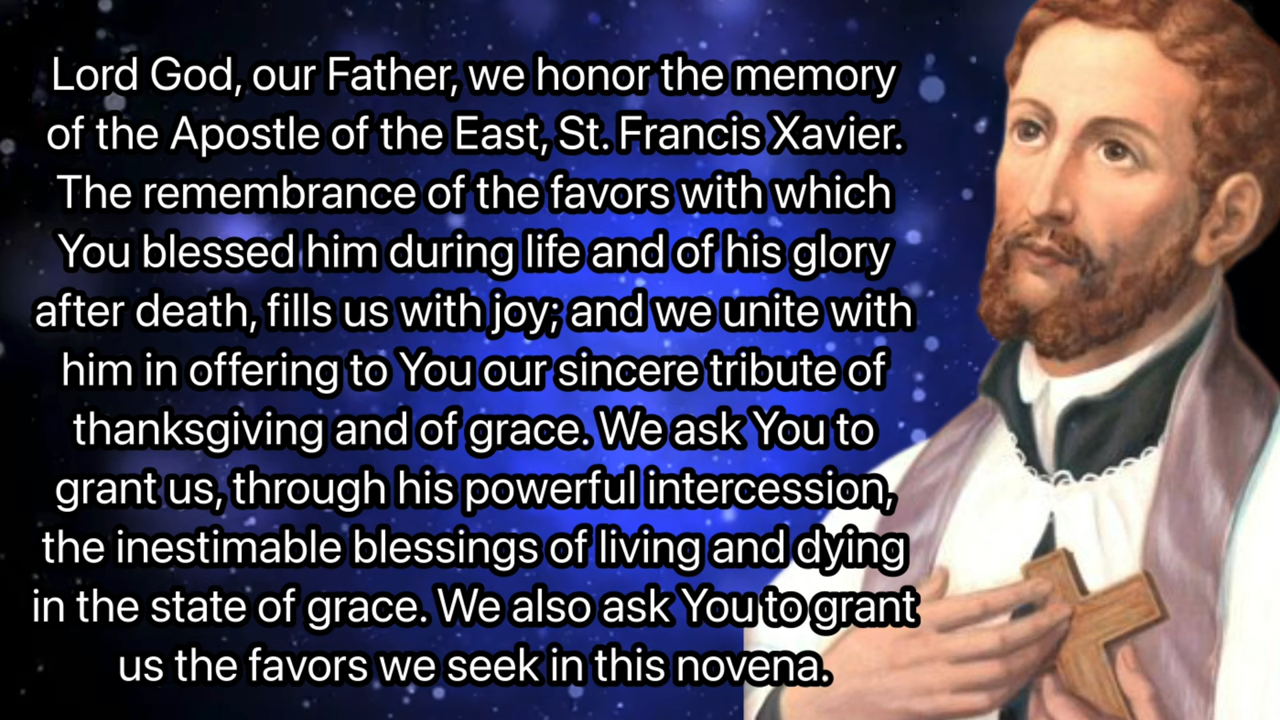 Lord God, our Father, we honor the memory
of the Apostle of the East, St. Francis Xavier.
The remembrance of the favors with which
You blessed him during life and of his glory
after death, fills us with joy; and we unite with
him in offering to You our sincere tribute of
thanksgiving and of grace. We ask You to
grant us, through his powerful intercession,
the inestimable blessings of living and dying
in the state of grace. We also ask You to grant
us the favors we seek in this novena.